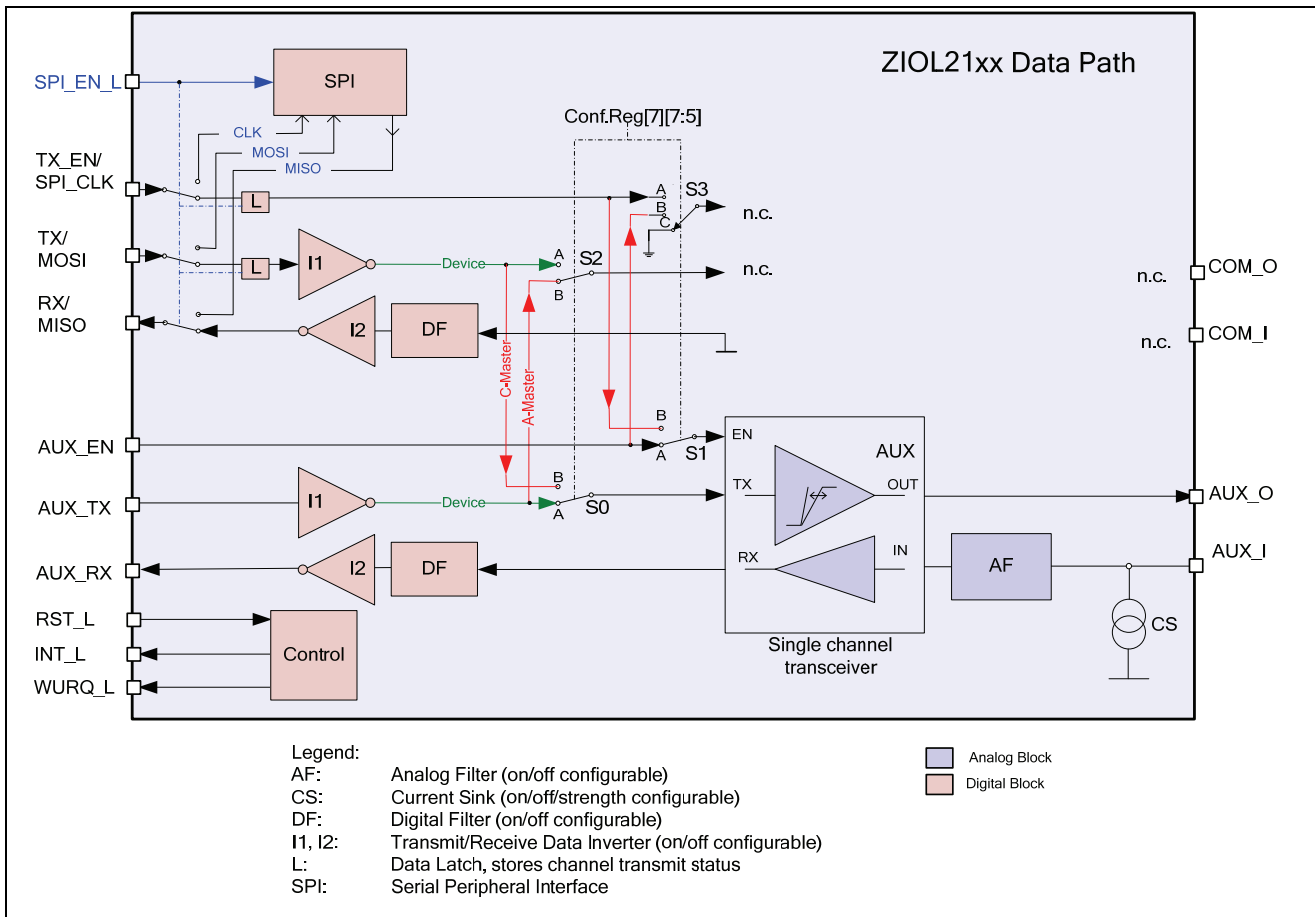 ZIOL21xx Data Path
SPI_EN_L
SPI
Conf.Reg[7][7:5]
CLK
MOSI
MISO
TX_EN/
SPI_CLK
L
A
B
C
S3
n.c.
TX/
MOSI
L
I1
Device
A
B
S2
n.c.
n.c.
COM_O
RX/
MISO
I2
DF
n.c.
COM_I
C-Master
A-Master
AUX_EN
B
A
S1
EN
AUX
AUX_TX
I1
Device
B
A
S0
TX
OUT
AUX_O
AUX_RX
I2
DF
RX
IN
AF
AUX_I
CS
RST_L
INT_L
WURQ_L
Control
Single channel
transceiver
Legend:
AF: Analog Filter (on/off configurable)
CS: Current Sink (on/off/strength configurable)
DF: Digital Filter (on/off configurable)
I1, I2: Transmit/Receive Data Inverter (on/off configurable)
L: Data Latch, stores channel transmit status
SPI: Serial Peripheral Interface
Analog Block
Digital Block